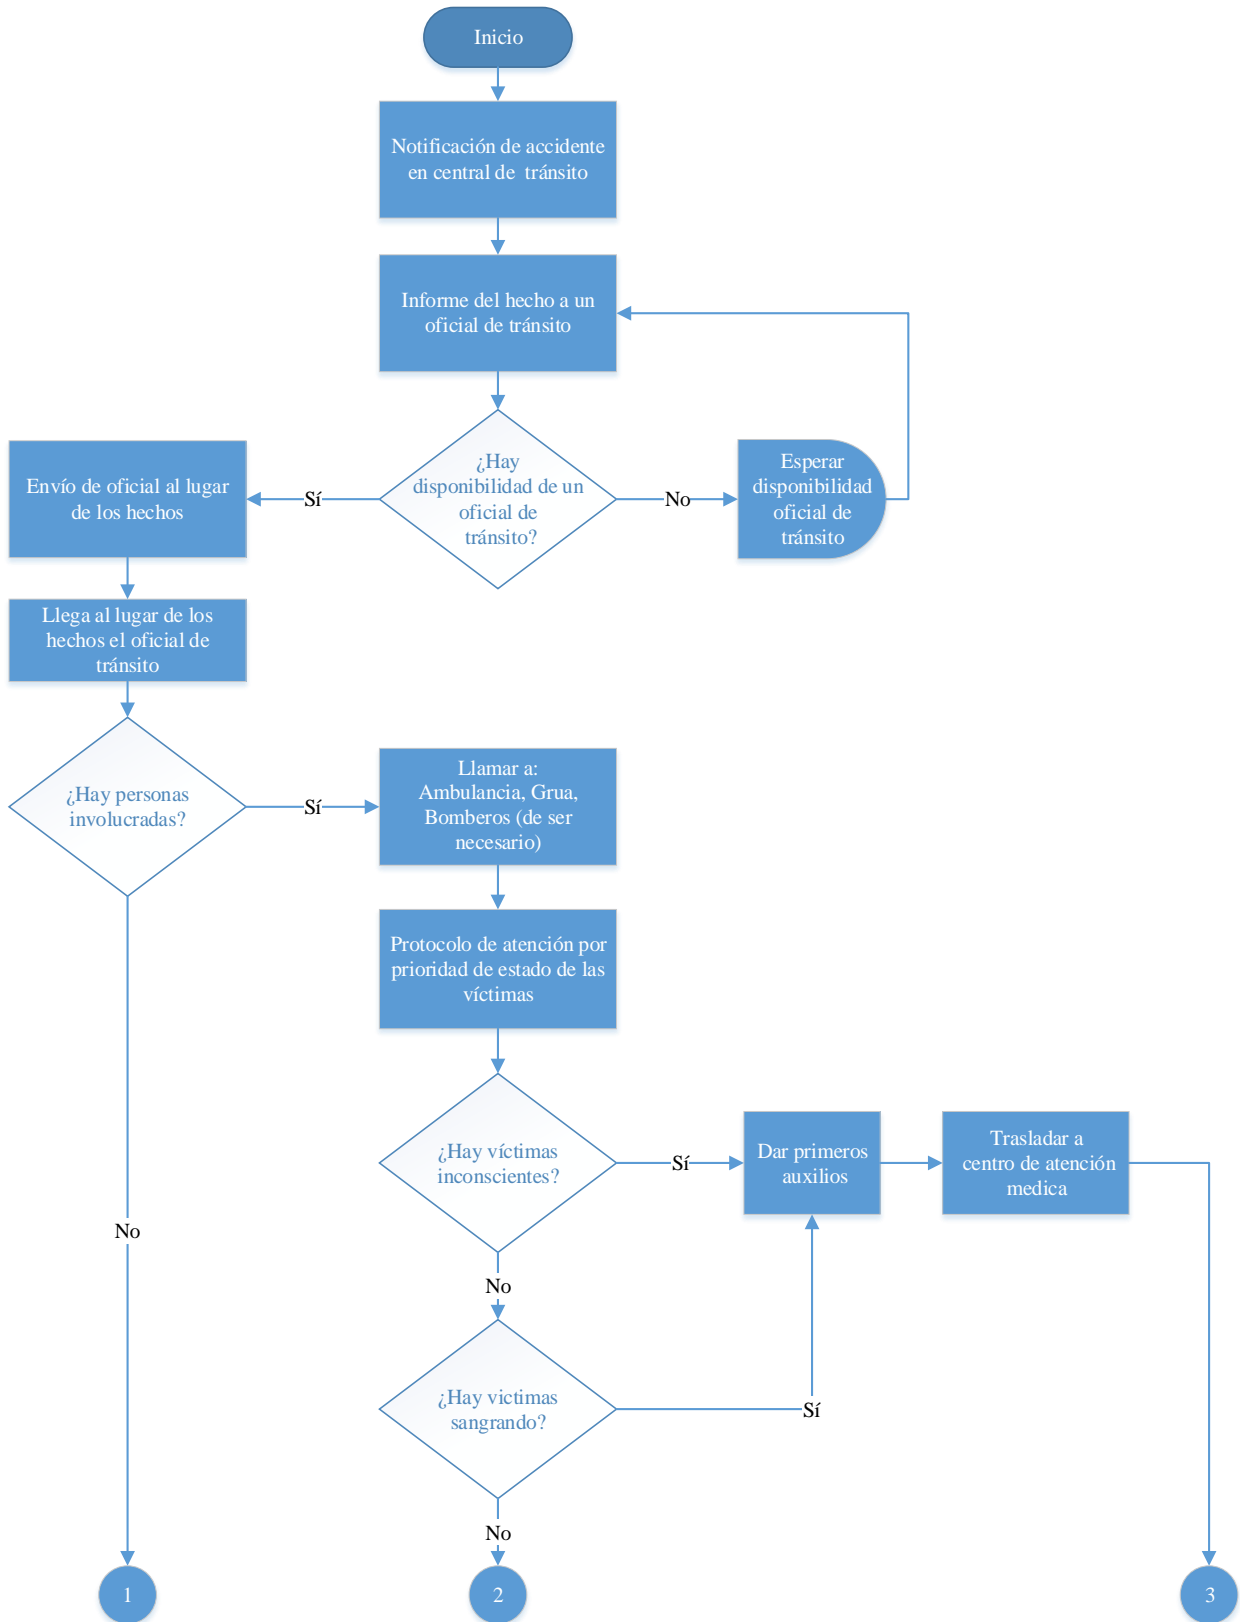 Inicio
Notificación de accidente
en central de tránsito
Informe del hecho a un
oficial de tránsito
¿Hay
disponibilidad de un
oficial de
tránsito?
Sí
No
Esperar
disponibilidad
oficial de
tránsito
Envío de oficial al lugar
de los hechos
Llega al lugar de los
hechos el oficial de
tránsito
¿Hay personas
involucradas?
Sí
No
Llamar a:
Ambulancia, Grua,
Bomberos (de ser
necesario)
Protocolo de atención por
prioridad de estado de las
víctimas
¿Hay víctimas
inconscientes?
Sí
No
Dar primeros
auxilios
Trasladar a
centro de atención
medica
¿Hay victimas
sangrando?
Sí
No
1
2
3